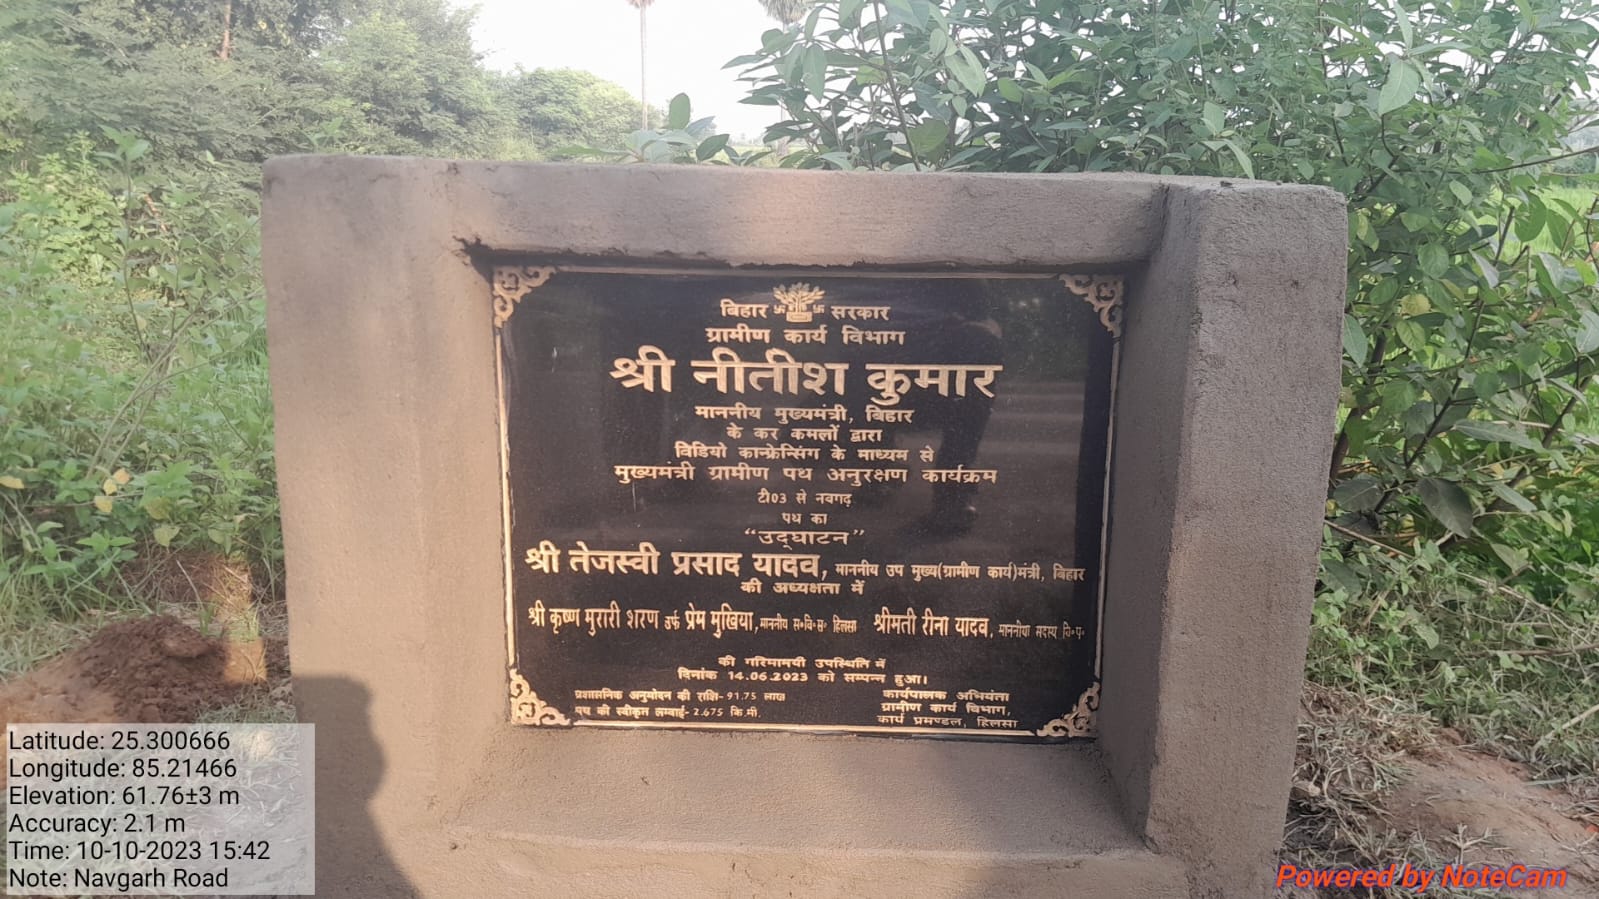 बिहार 卐 卐 सरकार
ग्रामीण कार्य विभाग
श्री नीतीश कुमार
माननीय मुख्यमंत्री, बिहार
के कर कमलों द्वारा
विडियो कान्फ्रेन्सिंग के माध्यम से
मुख्यमंत्री ग्रामीण पथ अनुरक्षण कार्यक्रम
टी03 से नवगढ़
पथ का
“उद्घाटन”
श्री तेजस्वी प्रसाद यादव, माननीय उप मुख्य(ग्रामीण कार्य)मंत्री, बिहार
की अध्यक्षता में
श्री कृष्ण मुरारी शरण उर्फ प्रेम मुखिया, माननीय स॰वि॰स॰ हिलसा श्रीमती रीना यादव, माननीया सदस्य वि॰प॰
की गरिमामयी उपस्थिति में
दिनांक 14.06.2023 को सम्पन्न हुआ।
प्रशासनिक अनुमोदन की राशि- 91.75 लाख
पथ की स्वीकृत लम्बाई- 2.675 कि.मी.
कार्यपालक अभियंता
ग्रामीण कार्य विभाग,
कार्य प्रमण्डल, हिलसा
Latitude: 25.300666
Longitude: 85.21466
Elevation: 61.76±3 m
Accuracy: 2.1 m
Time: 10-10-2023 15:42
Note: Navgarh Road
Powered by NoteCam